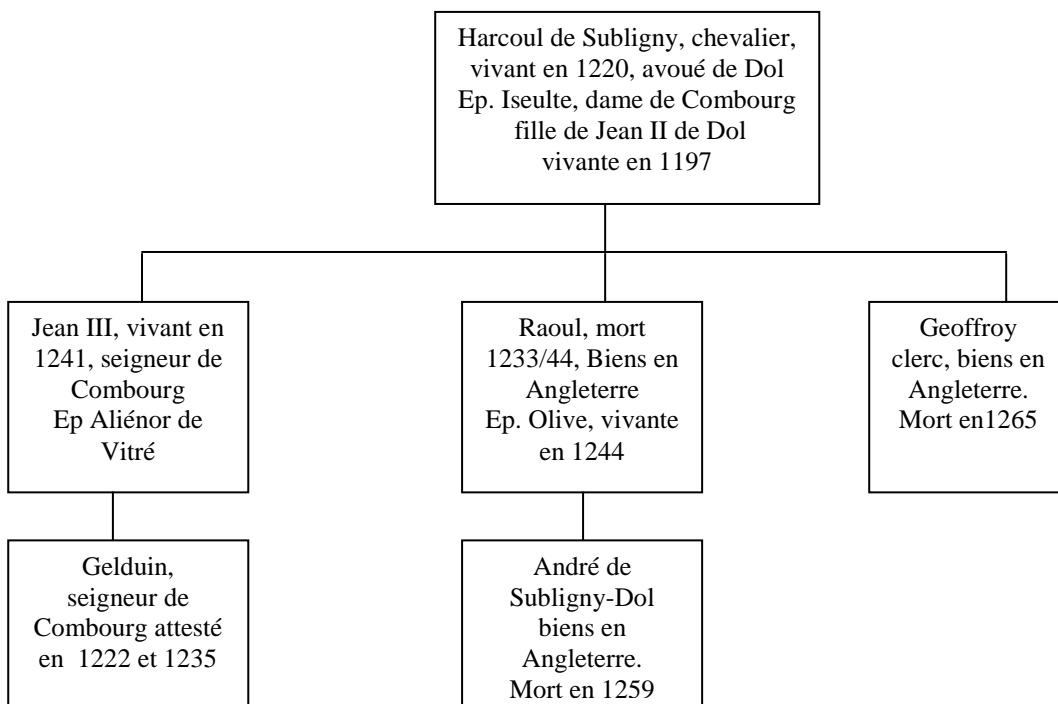 Harcoul de Subligny, chevalier,
vivant en 1220, avoué de Dol
Ep. Iseulte, dame de Combourg
fille de Jean II de Dol
vivante en 1197
Jean III, vivant en
1241, seigneur de
Combourg
Ep Aliénor de
Vitré
Raoul, mort
1233/44, Biens en
Angleterre
Ep. Olive, vivante
en 1244
Geoffroy
clerc, biens en
Angleterre.
Mort en1265
Gelduin,
seigneur de
Combourg attesté
en  1222 et 1235
André de
Subligny-Dol
biens en
Angleterre.
Mort en 1259